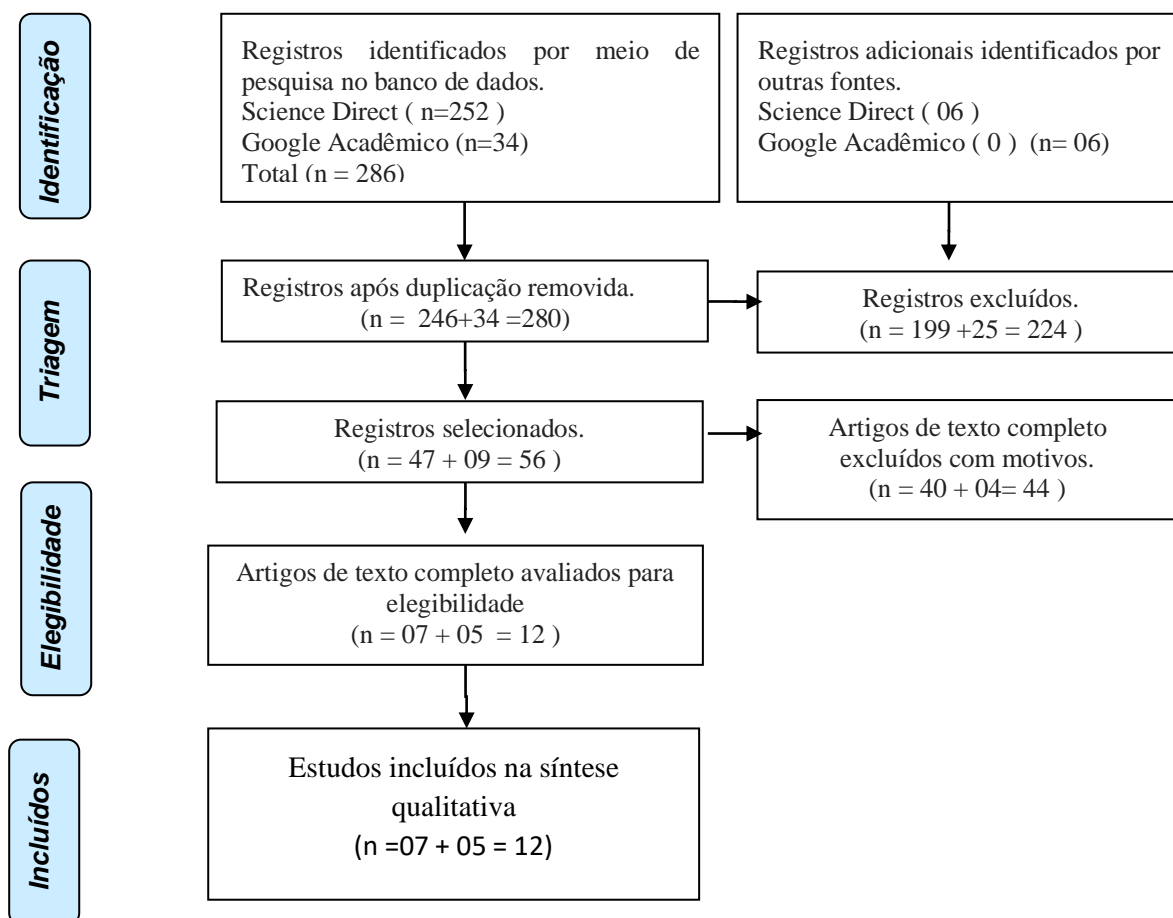 Identificação
Registros identificados por meio de
pesquisa no banco de dados.
Science Direct ( n=252 )
Google Acadêmico (n=34)
Total (n = 286)
Registros adicionais identificados por
outras fontes.
Science Direct ( 06 )
Google Acadêmico ( 0 ) (n= 06)
Triagem
Registros após duplicação removida.
(n = 246+34 =280)
Registros excluídos.
(n = 199 +25 = 224 )
Registros selecionados.
(n = 47 + 09 = 56 )
Artigos de texto completo
excluídos com motivos.
(n = 40 + 04= 44 )
Elegibilidade
Artigos de texto completo avaliados para
elegibilidade
(n = 07 + 05 = 12 )
Incluídos
Estudos incluídos na síntese
qualitativa
(n =07 + 05 = 12)